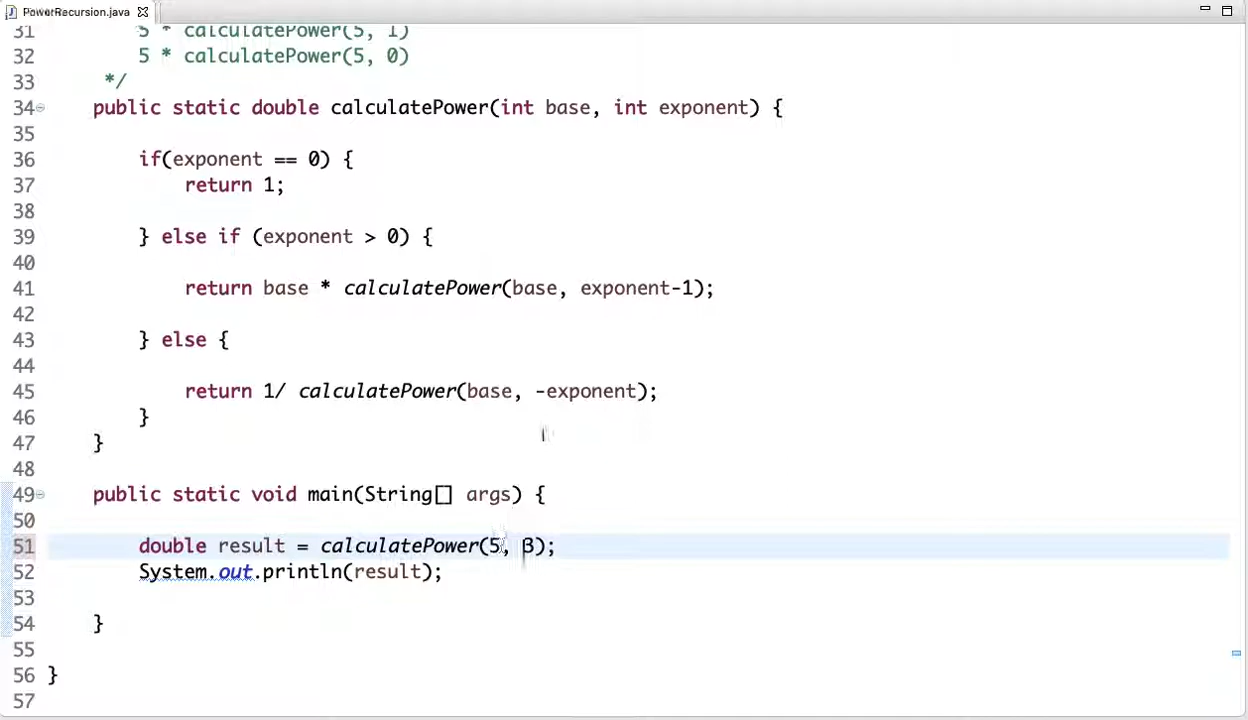 PowerRecursion.java
31 5 * calculatePower(5, 1)
32 5 * calculatePower(5, 0)
33 */
34 public static double calculatePower(int base, int exponent) {
35
36 if(exponent == 0) {
37 return 1;
38
39 } else if (exponent > 0) {
40
41 return base * calculatePower(base, exponent-1);
42
43 } else {
44
45 return 1/ calculatePower(base, -exponent);
46 }
47 }
48
49 public static void main(String[] args) {
50
51 double result = calculatePower(5, 3);
52 System.out.println(result);
53
54 }
55
56 }
57